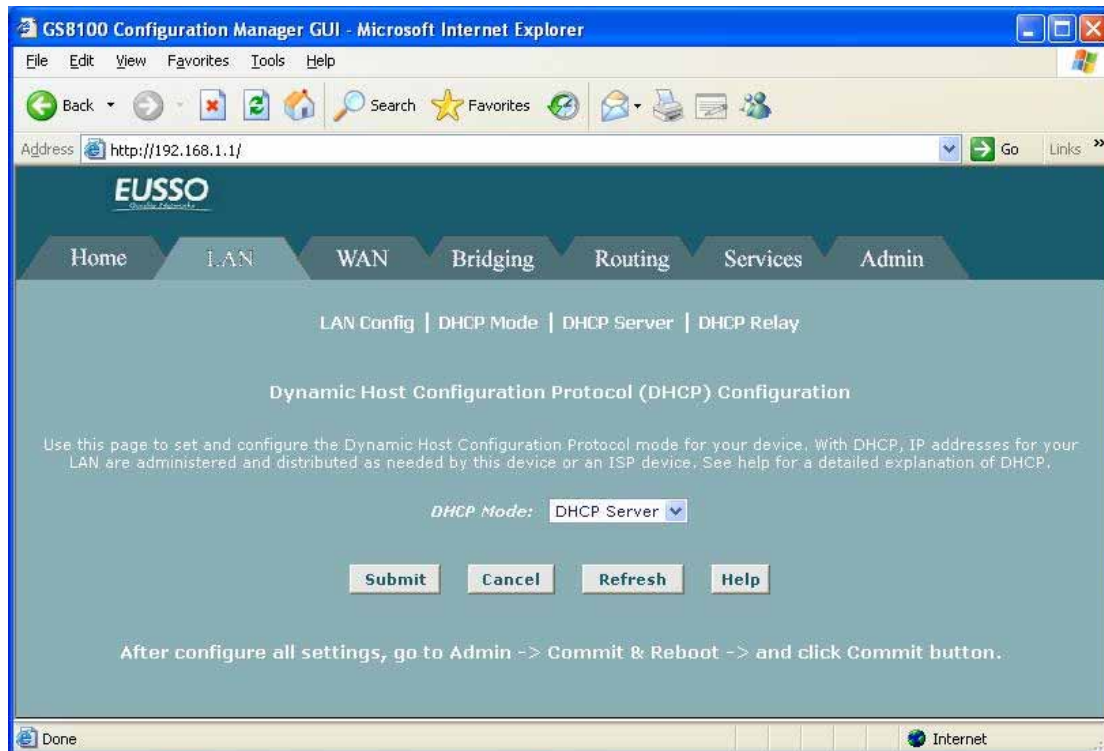 GS8100 Configuration Manager GUI - Microsoft Internet Explorer
File Edit View Favorites Tools Help
Back Search Favorites
Address http://192.168.1.1/ Go Links »
EUSSO
Quality Networks
Home LAN WAN Bridging Routing Services Admin
LAN Config | DHCP Mode | DHCP Server | DHCP Relay
Dynamic Host Configuration Protocol (DHCP) Configuration
Use this page to set and configure the Dynamic Host Configuration Protocol mode for your device. With DHCP, IP addresses for your
LAN are administered and distributed as needed by this device or an ISP device. See help for a detailed explanation of DHCP.
DHCP Mode: DHCP Server
Submit Cancel Refresh Help
After configure all settings, go to Admin -> Commit & Reboot -> and click Commit button.
Done Internet